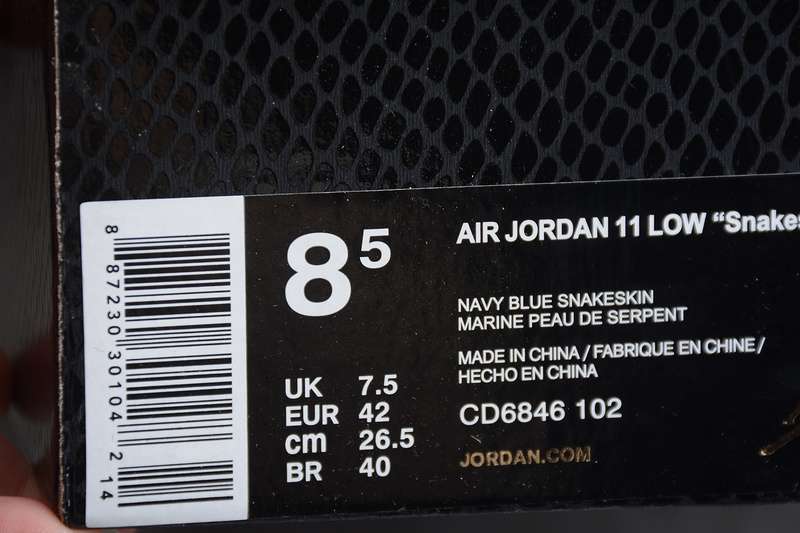 8 87230 30104 2 14
8 5
AIR JORDAN 11 LOW “Snakes
NAVY BLUE SNAKESKIN
MARINE PEAU DE SERPENT
MADE IN CHINA / FABRIQUE EN CHINE /
HECHO EN CHINA
UK 7.5
EUR 42
cm 26.5
BR 40
CD6846 102
JORDAN.COM